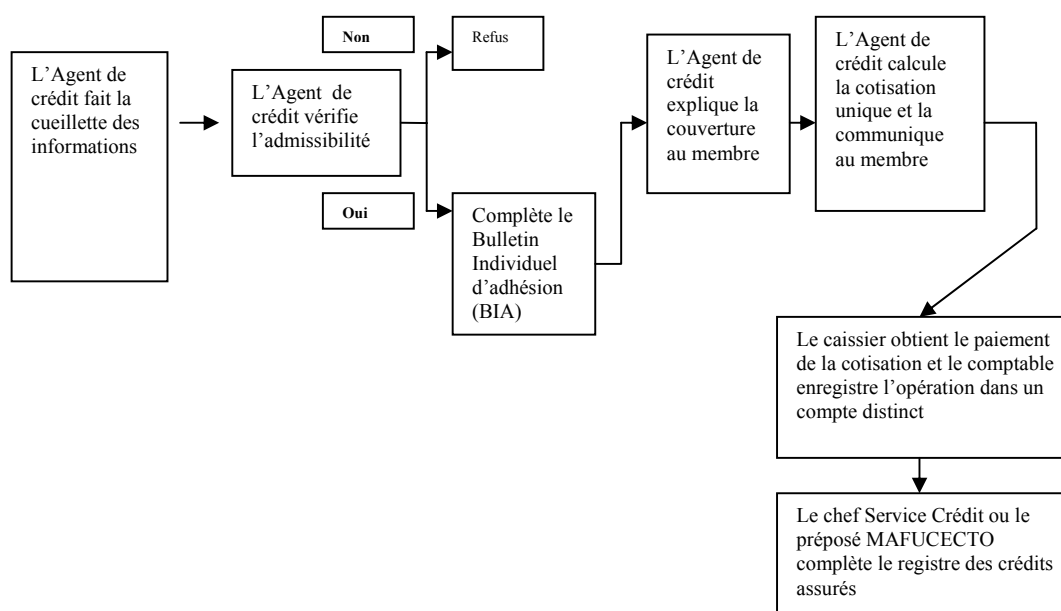 L’Agent de
crédit fait la
cueillette des
informations
L’Agent  de
crédit vérifie
l’admissibilité
Non
Refus
Oui
Complète le
Bulletin
Individuel
d’adhésion
(BIA)
L’Agent de
crédit
explique la
couverture
au membre
L’Agent de
crédit calcule
la cotisation
unique et la
communique
au membre
Le caissier obtient le paiement
de la cotisation et le comptable
enregistre l’opération dans un
compte distinct
Le chef Service Crédit ou le
préposé MAFUCECTO
complète le registre des crédits
assurés